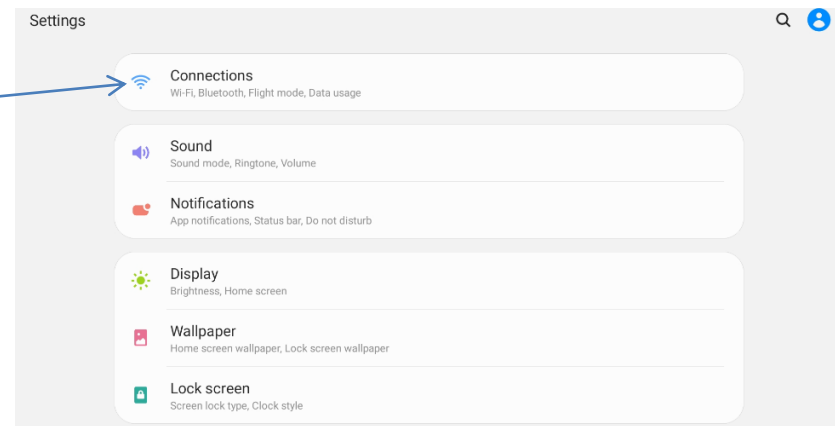 Settings
Connections
Wi-Fi, Bluetooth, Flight mode, Data usage
Sound
Sound mode, Ringtone, Volume
Notifications
App notifications, Status bar, Do not disturb
Display
Brightness, Home screen
Wallpaper
Home screen wallpaper, Lock screen wallpaper
Lock screen
Screen lock type, Clock style